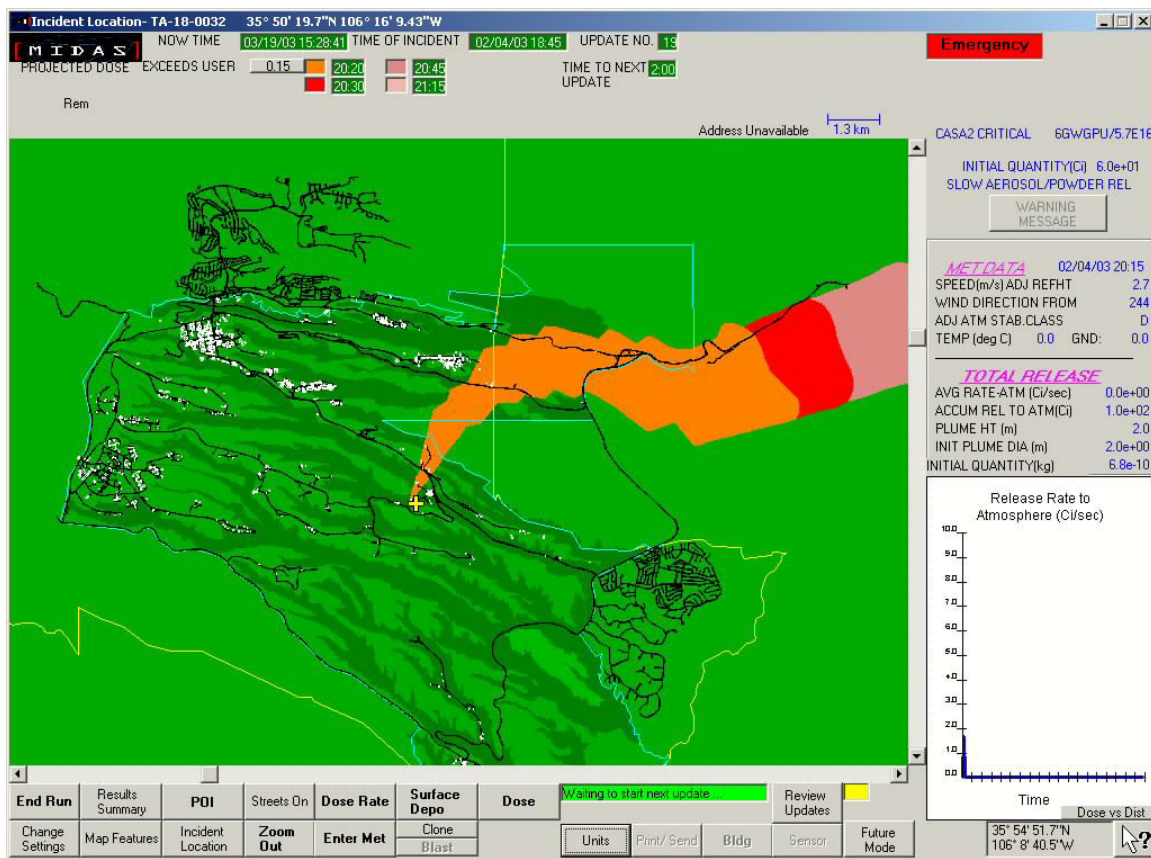 Incident Location- TA-18-0032 35° 50' 19.7"N 106° 16' 9.43"W
[ M I D A S ] NOW TIME 03/19/03 15:28:41 TIME OF INCIDENT 02/04/03 18:45 UPDATE NO. 19
Emergency
PROJECTED DOSE EXCEEDS USER 0.15 20:20 20:45 TIME TO NEXT 2:00
20:30 21:15 UPDATE
Rem
Address Unavailable 1.3 km
CASA2 CRITICAL 6GWGPU/5.7E16
INITIAL QUANTITY(Ci) 6.0e+01
SLOW AEROSOL/POWDER REL
WARNING
MESSAGE
MET.DATA 02/04/03 20:15
SPEED(m/s) ADJ REFHT 2.7
WIND DIRECTION FROM 244
ADJ ATM STAB.CLASS D
TEMP (deg C) 0.0 GND: 0.0
TOTAL RELEASE
AVG RATE-ATM (Ci/sec) 0.0e+00
ACCUM REL TO ATM(Ci) 1.0e+02
PLUME HT (m) 2.0
INIT PLUME DIA (m) 2.0e+00
INITIAL QUANTITY(kg) 6.8e-10
Release Rate to
Atmosphere (Ci/sec)
10.0
9.0
8.0
7.0
6.0
5.0
4.0
3.0
2.0
1.0
0.0
Time
Dose vs Dist
End Run
Results
Summary
POI
Streets On
Dose Rate
Surface
Depo
Dose
Waiting to start next update ...
Review
Updates
Change
Settings
Map Features
Incident
Location
Zoom
Out
Enter Met
Clone
Blast
Units
Print/ Send
Bldg
Sensor
Future
Mode
35° 54' 51.7"N
106° 8' 40.5"W
?